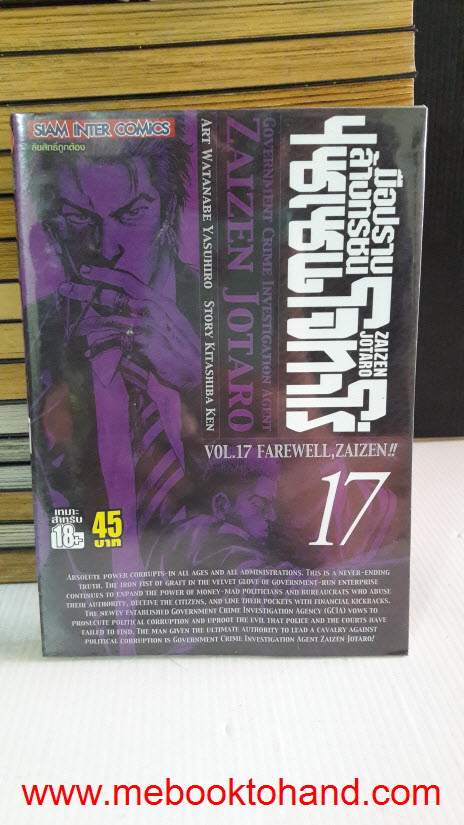 SIAM INTER COMICS
ลิขสิทธิ์ถูกต้อง
GOVERNMENT CRIME INVESTIGATION AGENT
ZAIZEN JOTARO
ART WATANABE YASUHIRO STORY KITASHIBA KEN
มือปราบ
ล้างทรชน
ZAIZEN
JOTARO
VOL.17 FAREWELL,ZAIZEN!!
17
เหมาะ
สำหรับ
18+
45
บาท
ABSOLUTE POWER CORRUPTS-IN ALL AGES AND ALL ADMINISTRATIONS. THIS IS A NEVER-ENDING
TRUTH. THE IRON FIST OF GRAFT IN THE VELVET GLOVE OF GOVERNMENT-RUN ENTERPRISE
CONTINUES TO EXPAND THE POWER OF MONEY-MAD POLITICIANS AND BUREAUCRATS WHO ABUSE
THEIR AUTHORITY, DECEIVE THE CITIZENS, AND LINE THEIR POCKETS WITH FINANCIAL KICKBACKS.
THE NEWLY ESTABLISHED GOVERNMENT CRIME INVESTIGATION AGENCY (GCIA) VOWS TO
PROSECUTE POLITICAL CORRUPTION AND UPROOT THE EVIL THAT POLICE AND THE COURTS HAVE
FAILED TO FIND. THE MAN GIVEN THE ULTIMATE AUTHORITY TO LEAD A CAVALRY AGAINST
POLITICAL CORRUPTION IS GOVERNMENT CRIME INVESTIGATION AGENT ZAIZEN JOTARO!
www.mebooktohand.com